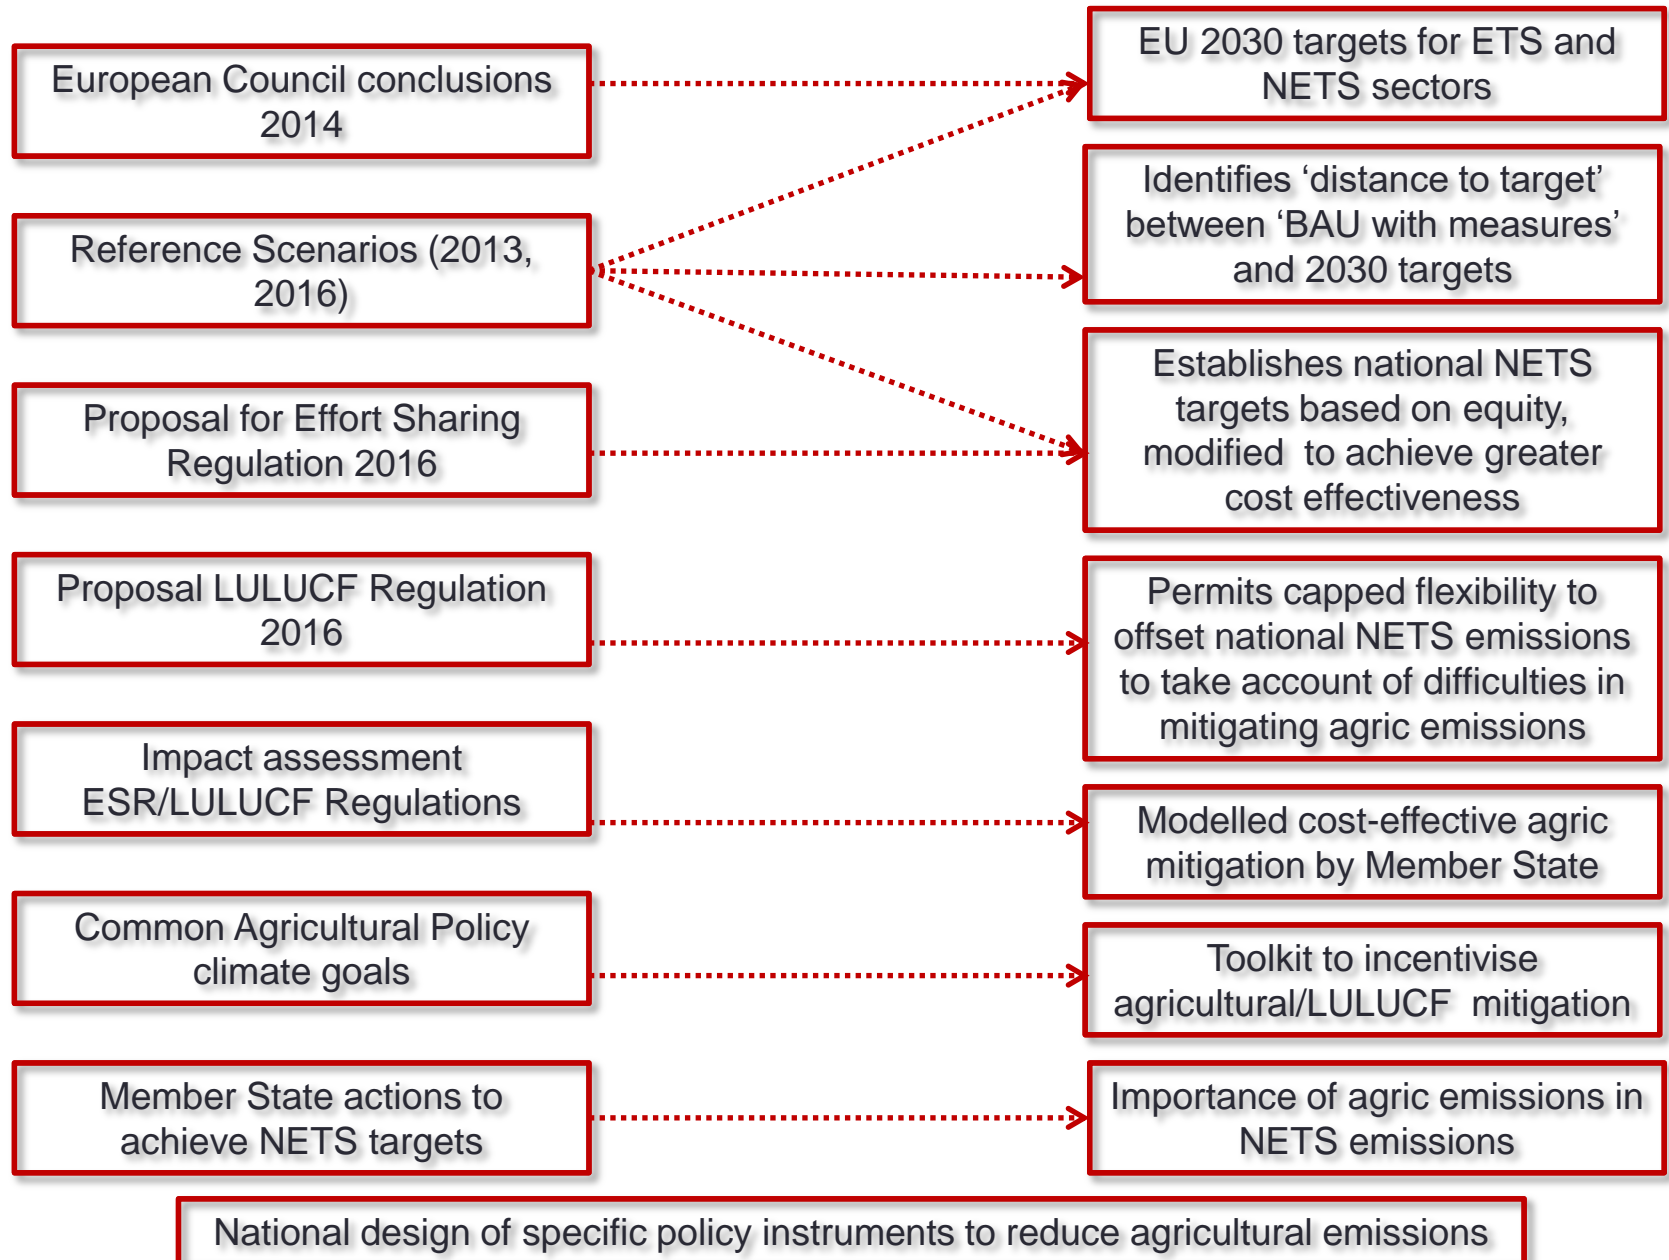 European Council conclusions
2014
EU 2030 targets for ETS and
NETS sectors
Reference Scenarios (2013,
2016)
Identifies ‘distance to target’
between ‘BAU with measures’
and 2030 targets
Proposal for Effort Sharing
Regulation 2016
Establishes national NETS
targets based on equity,
modified to achieve greater
cost effectiveness
Proposal LULUCF Regulation
2016
Permits capped flexibility to
offset national NETS emissions
to take account of difficulties in
mitigating agric emissions
Impact assessment
ESR/LULUCF Regulations
Modelled cost-effective agric
mitigation by Member State
Common Agricultural Policy
climate goals
Toolkit to incentivise
agricultural/LULUCF mitigation
Member State actions to
achieve NETS targets
Importance of agric emissions in
NETS emissions
National design of specific policy instruments to reduce agricultural emissions